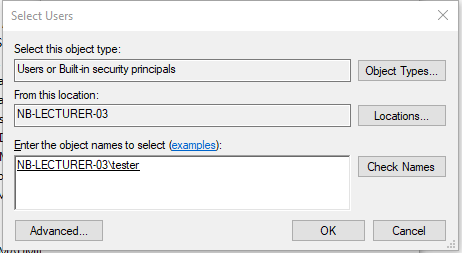 Select Users
Select this object type:
Users or Built-in security principals
Object Types...
From this location:
NB-LECTURER-03
Locations...
Enter the object names to select (examples):
NB-LECTURER-03\tester
Check Names
Advanced...
OK
Cancel